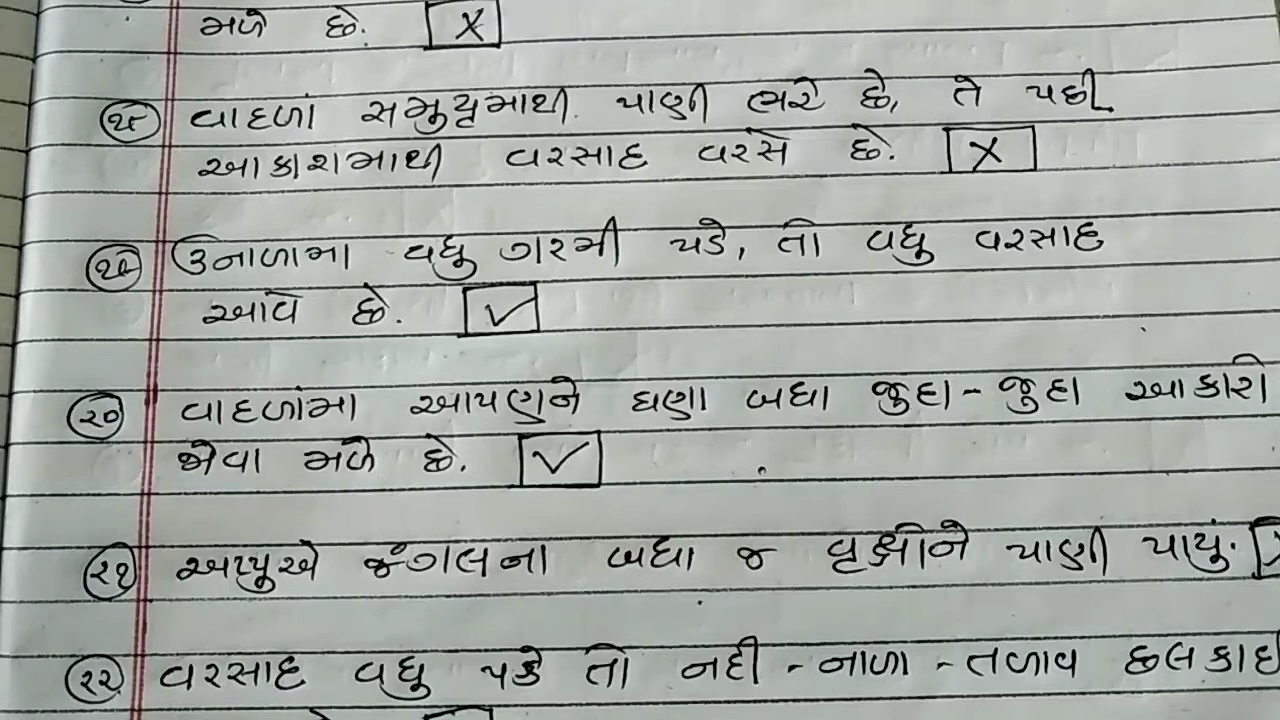 મળે છે. [X]
૧૮ વાદળાં સમુદ્રમાથી પાણી ભરે છે, તે પછી
આકાશમાથી વરસાદ વરસે છે. [X]
૧૯ ઉનાળામા વધુ ગરમી પડે, તો વધુ વરસાદ
આવે છે. [✓]
૨૦ વાદળાંમા આપણને ઘણા બધા જુદા-જુદા આકારો
જોવા મળે છે. [✓]
૨૧ અપ્પુએ જંગલના બધા જ વૃક્ષોને પાણી પાયું.
૨૨ વરસાદ વધુ પડે તો નદી-નાળા-તળાવ છલકાઇ